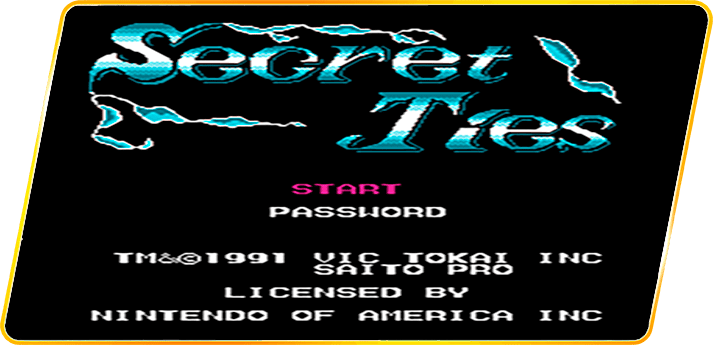 Secret
Ties
START
PASSWORD
TM&©1991 VIC TOKAI INC
SAITO PRO
LICENSED BY
NINTENDO OF AMERICA INC